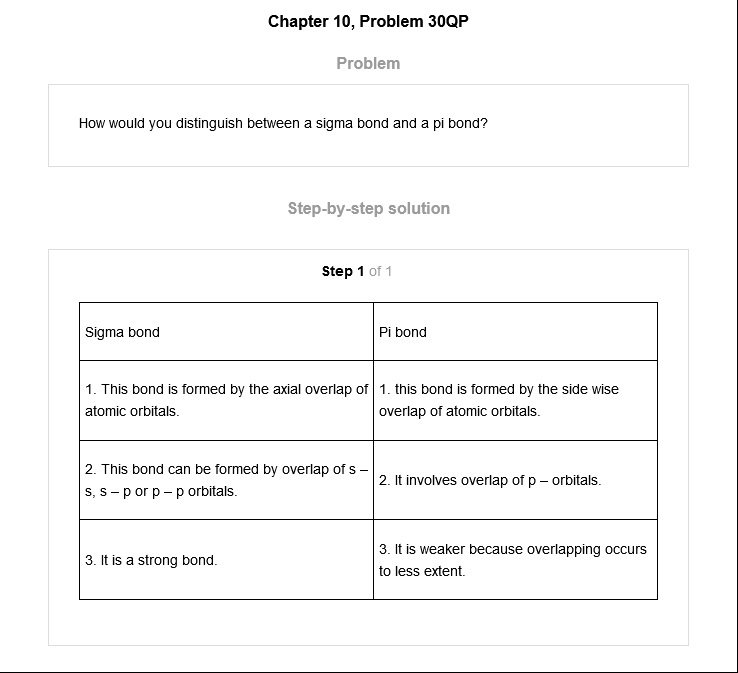 Chapter 10, Problem 30QP
Problem
How would you distinguish between a sigma bond and a pi bond?
Step-by-step solution
Step 1 of 1
Sigma bond
Pi bond
1. This bond is formed by the axial overlap of
atomic orbitals.
1. this bond is formed by the side wise
overlap of atomic orbitals.
2. This bond can be formed by overlap of s –
s, s – p or p – p orbitals.
2. It involves overlap of p – orbitals.
3. It is a strong bond.
3. It is weaker because overlapping occurs
to less extent.